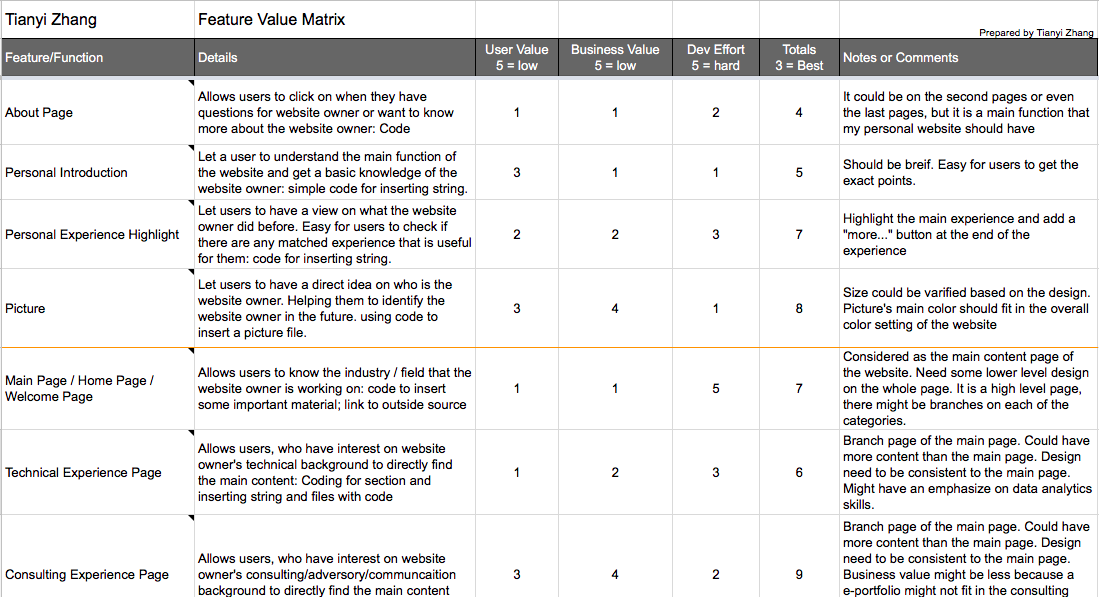 Tianyi Zhang
Feature Value Matrix
Prepared by Tianyi Zhang
Feature/Function
Details
User Value
5 = low
Business Value
5 = low
Dev Effort
5 = hard
Totals
3 = Best
Notes or Comments
About Page
Allows users to click on when they have
questions for website owner or want to know
more about the website owner: Code
1
1
2
4
It could be on the second pages or even
the last pages, but it is a main function that
my personal website should have
Personal Introduction
Let a user to understand the main function of
the website and get a basic knowledge of the
website owner: simple code for inserting string.
3
1
1
5
Should be breif. Easy for users to get the
exact points.
Personal Experience Highlight
Let users to have a view on what the website
owner did before. Easy for users to check if
there are any matched experience that is useful
for them: code for inserting string.
2
2
3
7
Highlight the main experience and add a
"more..." button at the end of the
experience
Picture
Let users to have a direct idea on who is the
website owner. Helping them to identify the
website owner in the future. using code to
insert a picture file.
3
4
1
8
Size could be varified based on the design.
Picture's main color should fit in the overall
color setting of the website
Main Page / Home Page /
Welcome Page
Allows users to know the industry / field that the
website owner is working on: code to insert
some important material; link to outside source
1
1
5
7
Considered as the main content page of
the website. Need some lower level design
on the whole page. It is a high level page,
there might be branches on each of the
categories.
Technical Experience Page
Allows users, who have interest on website
owner's technical background to directly find
the main content: Coding for section and
inserting string and files with code
1
2
3
6
Branch page of the main page. Could have
more content than the main page. Design
need to be consistent to the main page.
Might have an emphasize on data analytics
skills.
Consulting Experience Page
Allows users, who have interest on website
owner's consulting/adversory/communcaition
background to directly find the main content
3
4
2
9
Branch page of the main page. Could have
more content than the main page. Design
need to be consistent to the main page.
Business value might be less because a
e-portfolio might not fit in the consulting